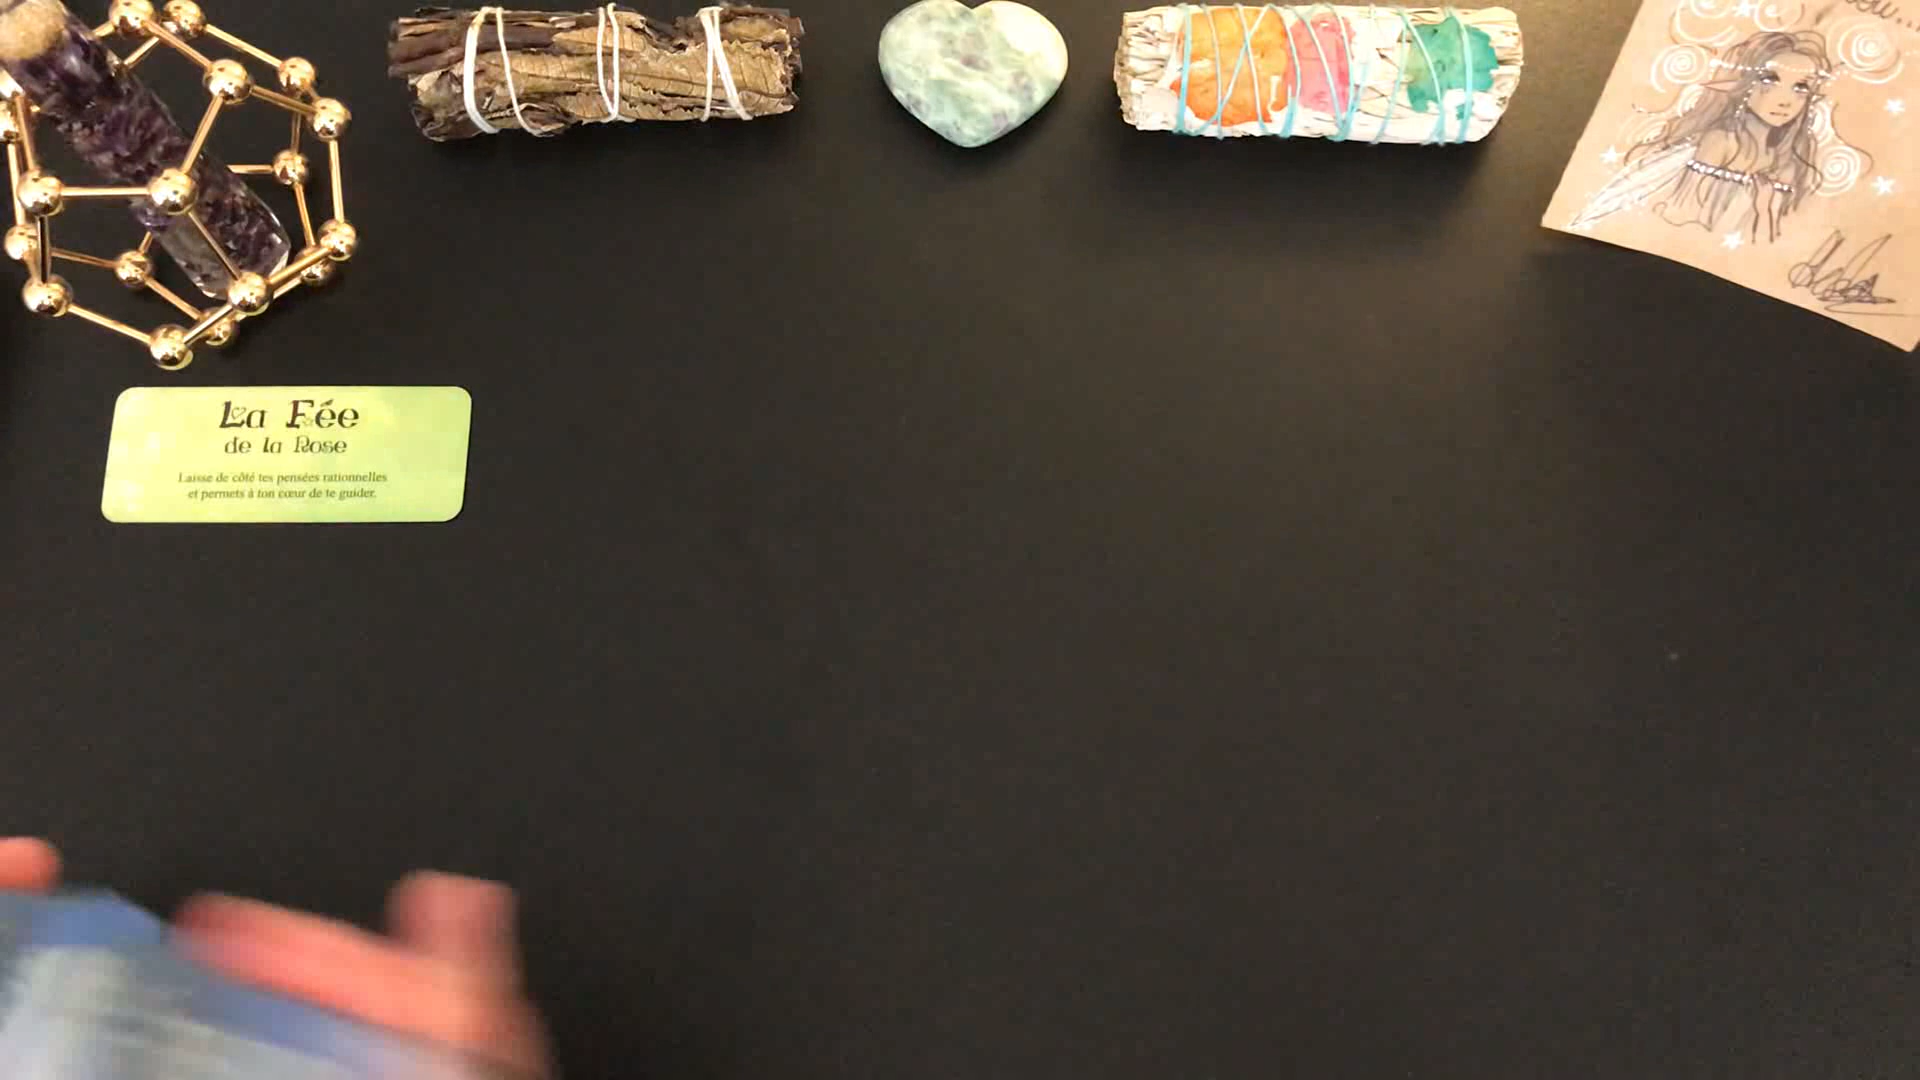 La Fée
de la Rose
Laisse de côté tes pensées rationnelles
et permets à ton cœur de te guider.